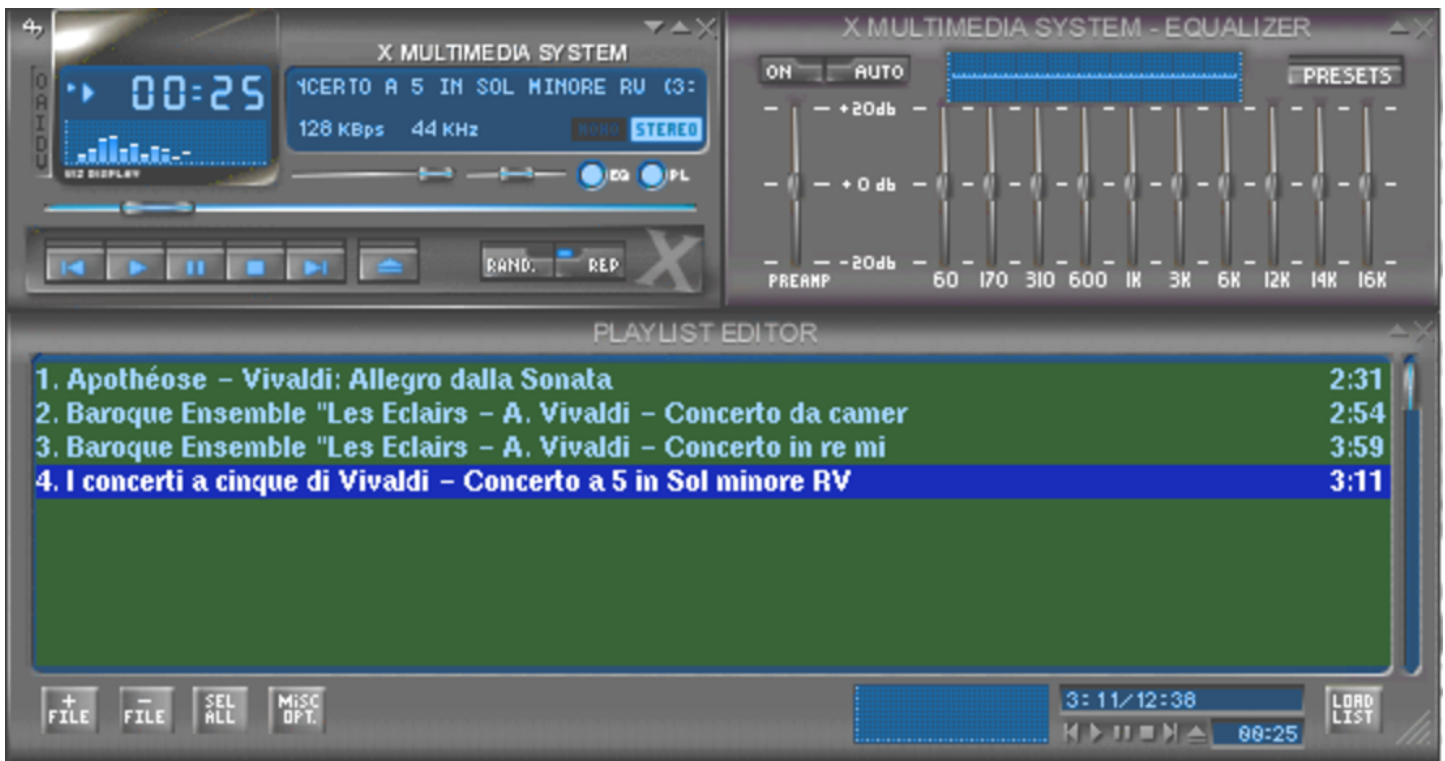 X MULTIMEDIA SYSTEM
OAIDV
00:25
VIZ DISPLAY
NCERTO A 5 IN SOL MINORE RV (3:
128 KBps 44 KHz MONO STEREO
EQ PL
RAND. REP X
X MULTIMEDIA SYSTEM - EQUALIZER
ON AUTO PRESETS
+20db
+0 db
-20db
PREAMP 60 170 310 600 1K 3K 6K 12K 14K 16K
PLAYLIST EDITOR
1. Apothéose – Vivaldi: Allegro dalla Sonata 2:31
2. Baroque Ensemble "Les Eclairs – A. Vivaldi – Concerto da camer 2:54
3. Baroque Ensemble "Les Eclairs – A. Vivaldi – Concerto in re mi 3:59
4. I concerti a cinque di Vivaldi – Concerto a 5 in Sol minore RV 3:11
+ FILE
– FILE
SEL ALL
MISC OPT.
3:11/12:38
00:25
LOAD LIST